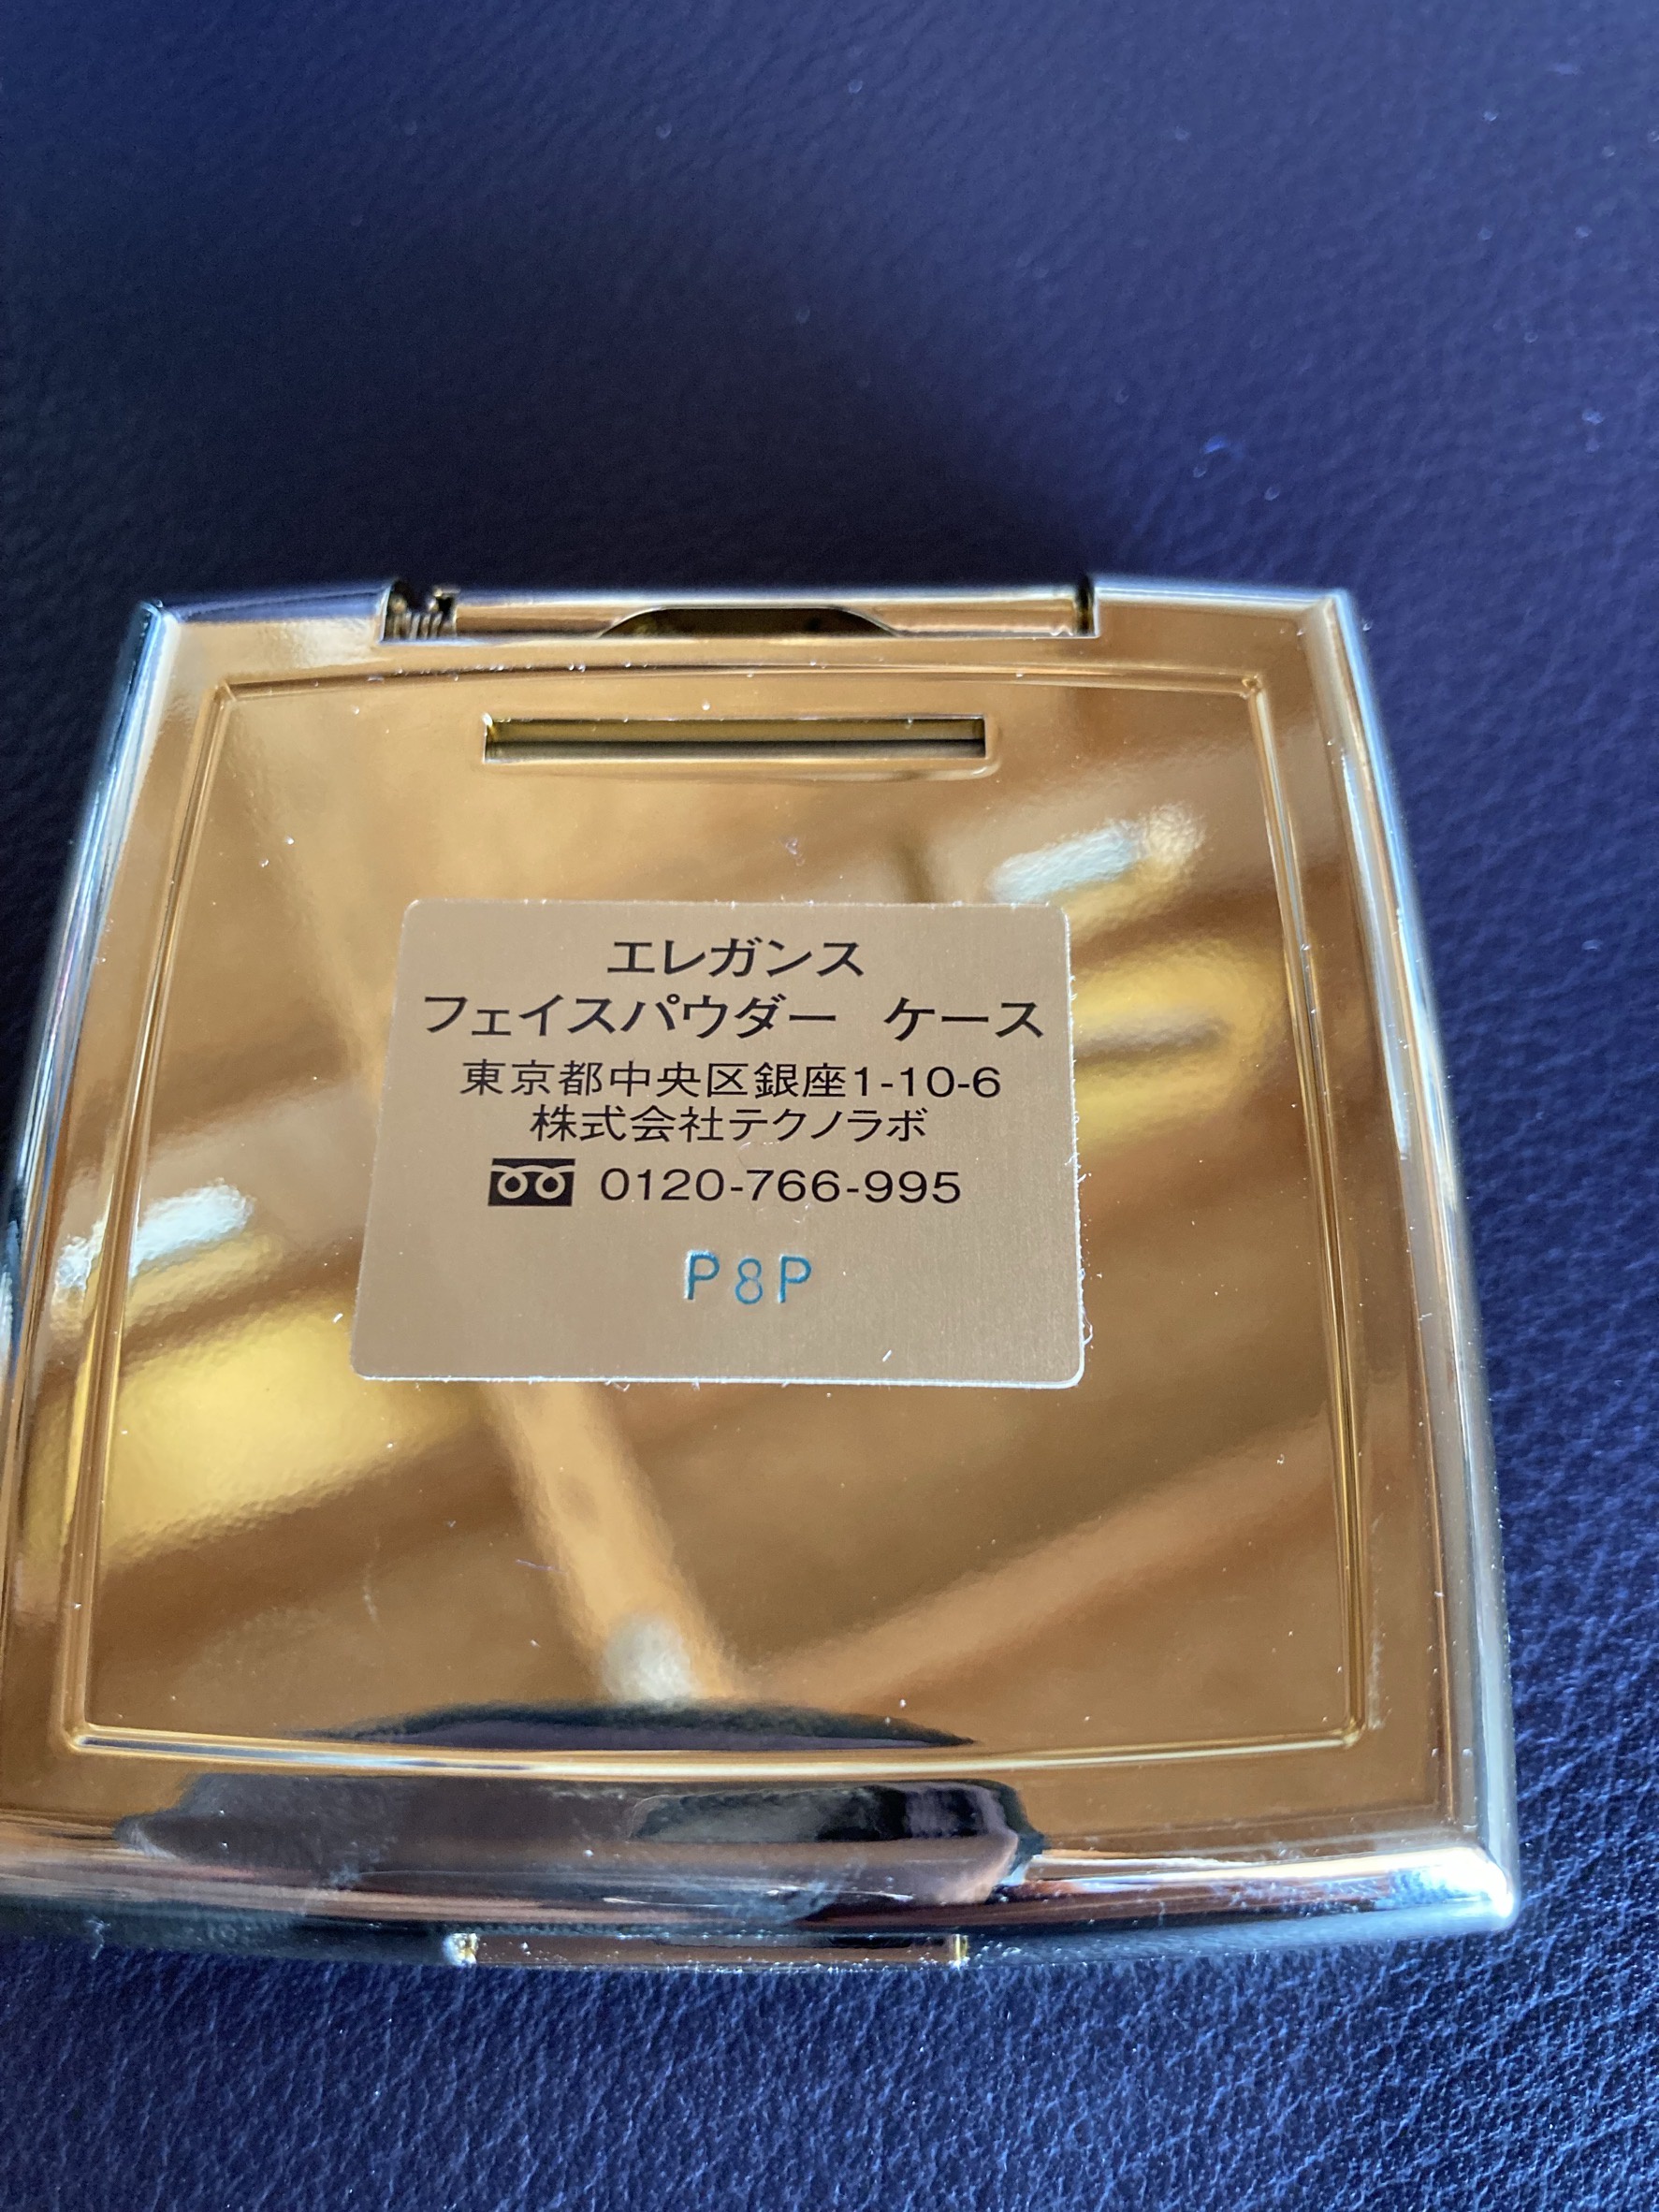 エレガンス
フェイスパウダー ケース
東京都中央区銀座1-10-6
株式会社テクノラボ
0120-766-995
P8P